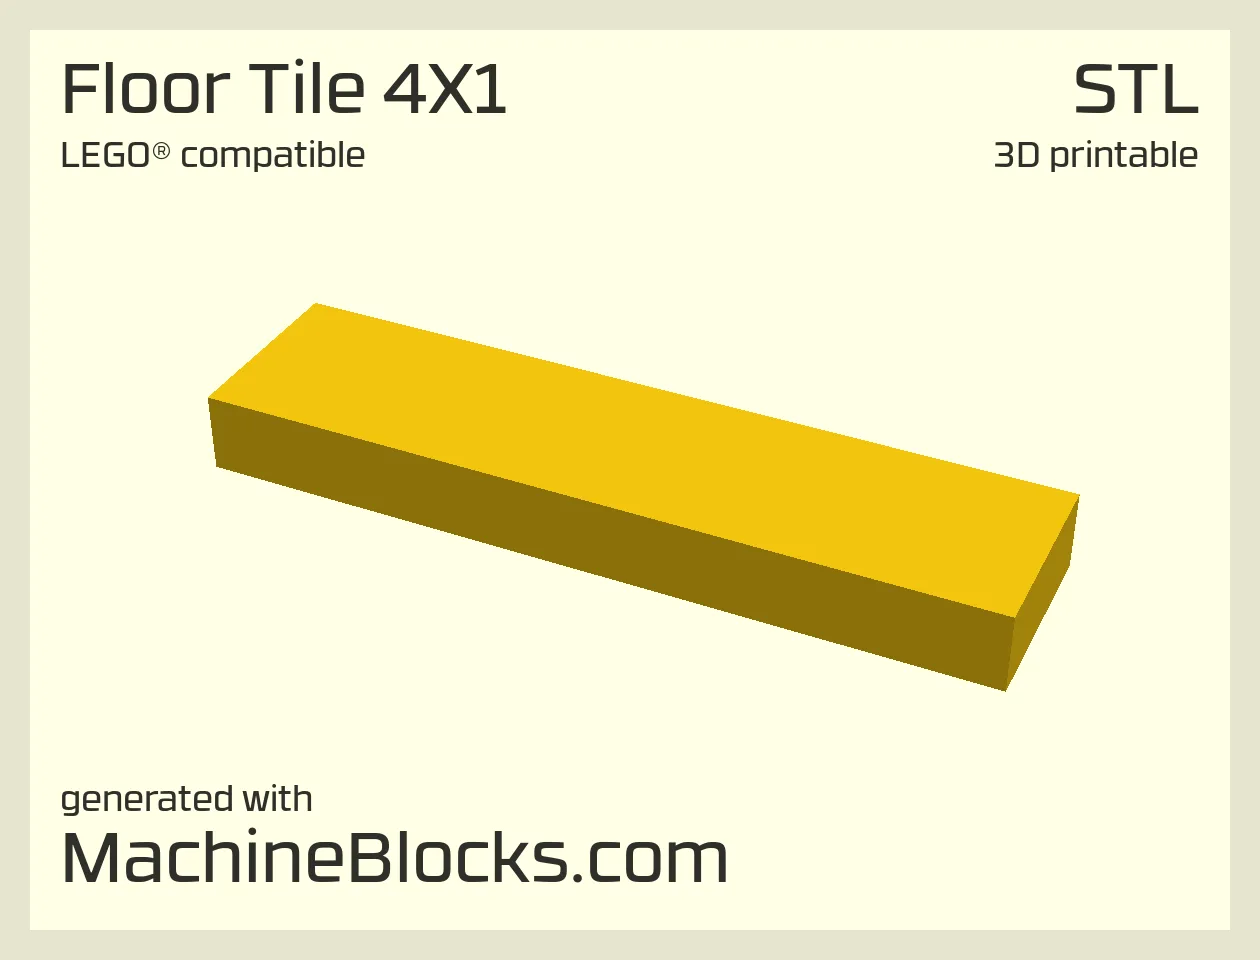 Floor Tile 4X1
LEGO® compatible
STL
3D printable
generated with
MachineBlocks.com